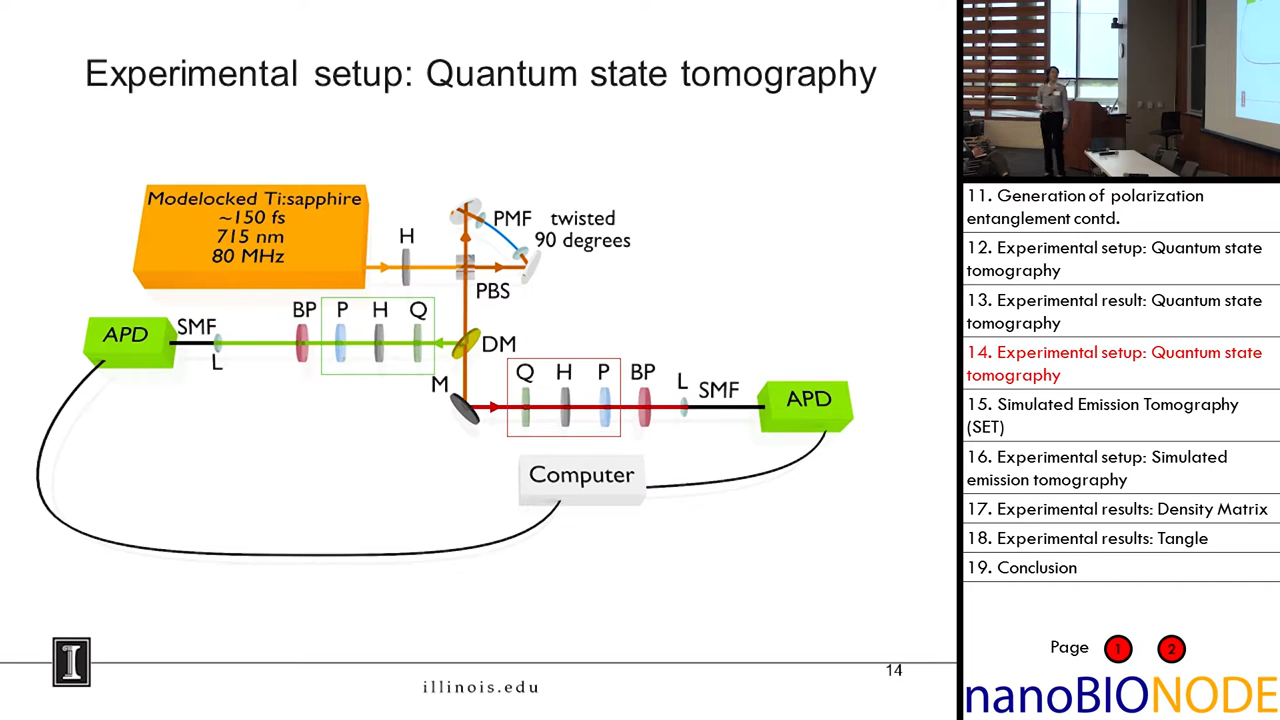 Experimental setup: Quantum state tomography
Modelocked Ti:sapphire
~150 fs
715 nm
80 MHz
H
PMF twisted
90 degrees
PBS
BP
P
H
Q
APD
SMF
L
DM
M
Q
H
P
BP
L
SMF
APD
Computer
I
illinois.edu
14
11. Generation of polarization
entanglement contd.
12. Experimental setup: Quantum state
tomography
13. Experimental result: Quantum state
tomography
14. Experimental setup: Quantum state
tomography
15. Simulated Emission Tomography
(SET)
16. Experimental setup: Simulated
emission tomography
17. Experimental results: Density Matrix
18. Experimental results: Tangle
19. Conclusion
Page 1 2
nanoBIONODE